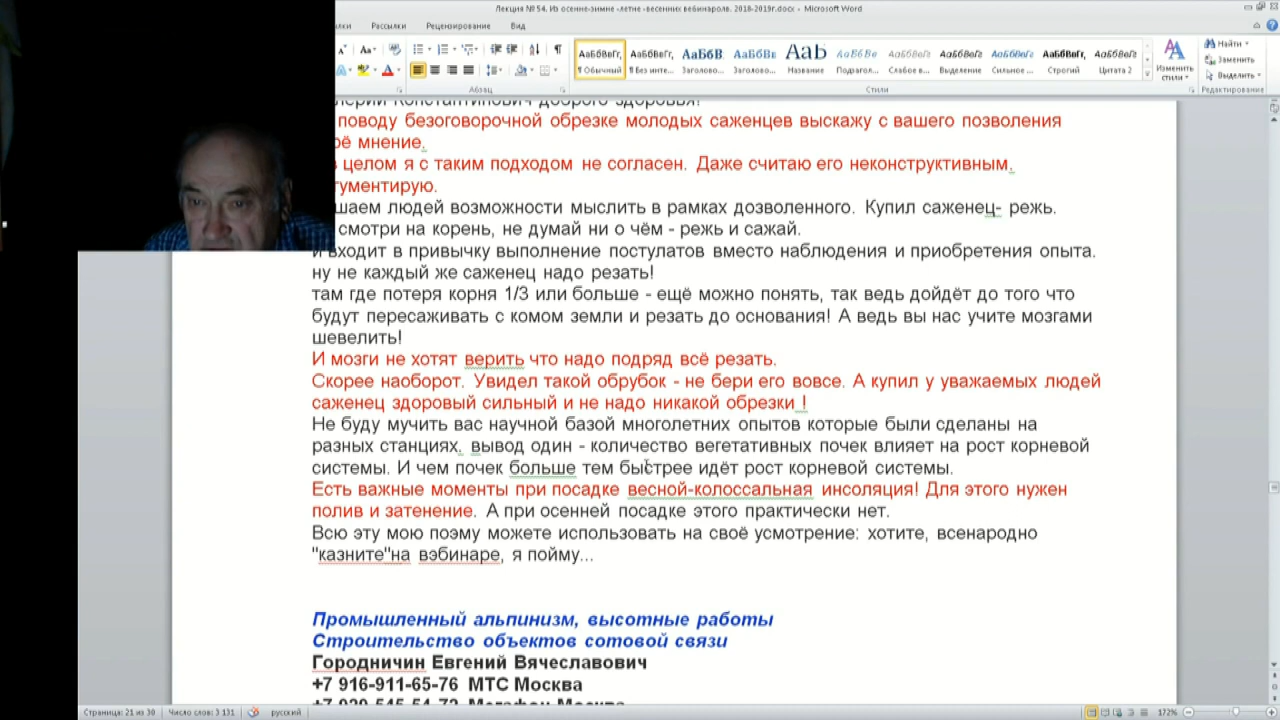 Лекция № 54. Из осенне-зимне -летне -весенних вебинаров. 2018-2019г.docx - Microsoft Word
Рассылки Рецензирование Вид
АаБбВвГг, АаБбВвГг, АаБбВ АаБбВв АаБ АаБбВв АаБбВвГг АаБбВвГг АаБбВвГг АаБбВвГг, АаБбВвГг
¶ Обычный ¶ Без инте... Заголово... Заголово... Название Подзагол... Слабое в... Выделение Сильное ... Строгий Цитата 2
Изменить стили
Найти
Заменить
Выделить
Абзац Стили Редактирование
Константинович доброго здоровья!
поводу безоговорочной обрезке молодых саженцев выскажу с вашего позволения
мнение.
целом я с таким подходом не согласен. Даже считаю его неконструктивным.
людей возможности мыслить в рамках дозволенного. Купил саженец- режь.
смотри на корень, не думай ни о чём - режь и сажай.
и входит в привычку выполнение постулатов вместо наблюдения и приобретения опыта.
ну не каждый же саженец надо резать!
там где потеря корня 1/3 или больше - ещё можно понять, так ведь дойдёт до того что
будут пересаживать с комом земли и резать до основания! А ведь вы нас учите мозгами
шевелить!
И мозги не хотят верить что надо подряд всё резать.
Скорее наоборот. Увидел такой обрубок - не бери его вовсе. А купил у уважаемых людей
саженец здоровый сильный и не надо никакой обрезки !
Не буду мучить вас научной базой многолетних опытов которые были сделаны на
разных станциях, вывод один - количество вегетативных почек влияет на рост корневой
системы. И чем почек больше тем быстрее идёт рост корневой системы.
Есть важные моменты при посадке весной-колоссальная инсоляция! Для этого нужен
полив и затенение. А при осенней посадке этого практически нет.
Всю эту мою поэму можете использовать на своё усмотрение: хотите, всенародно
"казните"на вэбинаре, я пойму...
Промышленный альпинизм, высотные работы
Строительство объектов сотовой связи
Городничин Евгений Вячеславович
+7 916-911-65-76 МТС Москва
+7 929-545-54-72 Мегафон Москва
Страница: 21 из 30 Число слов: 3 131 русский 172%